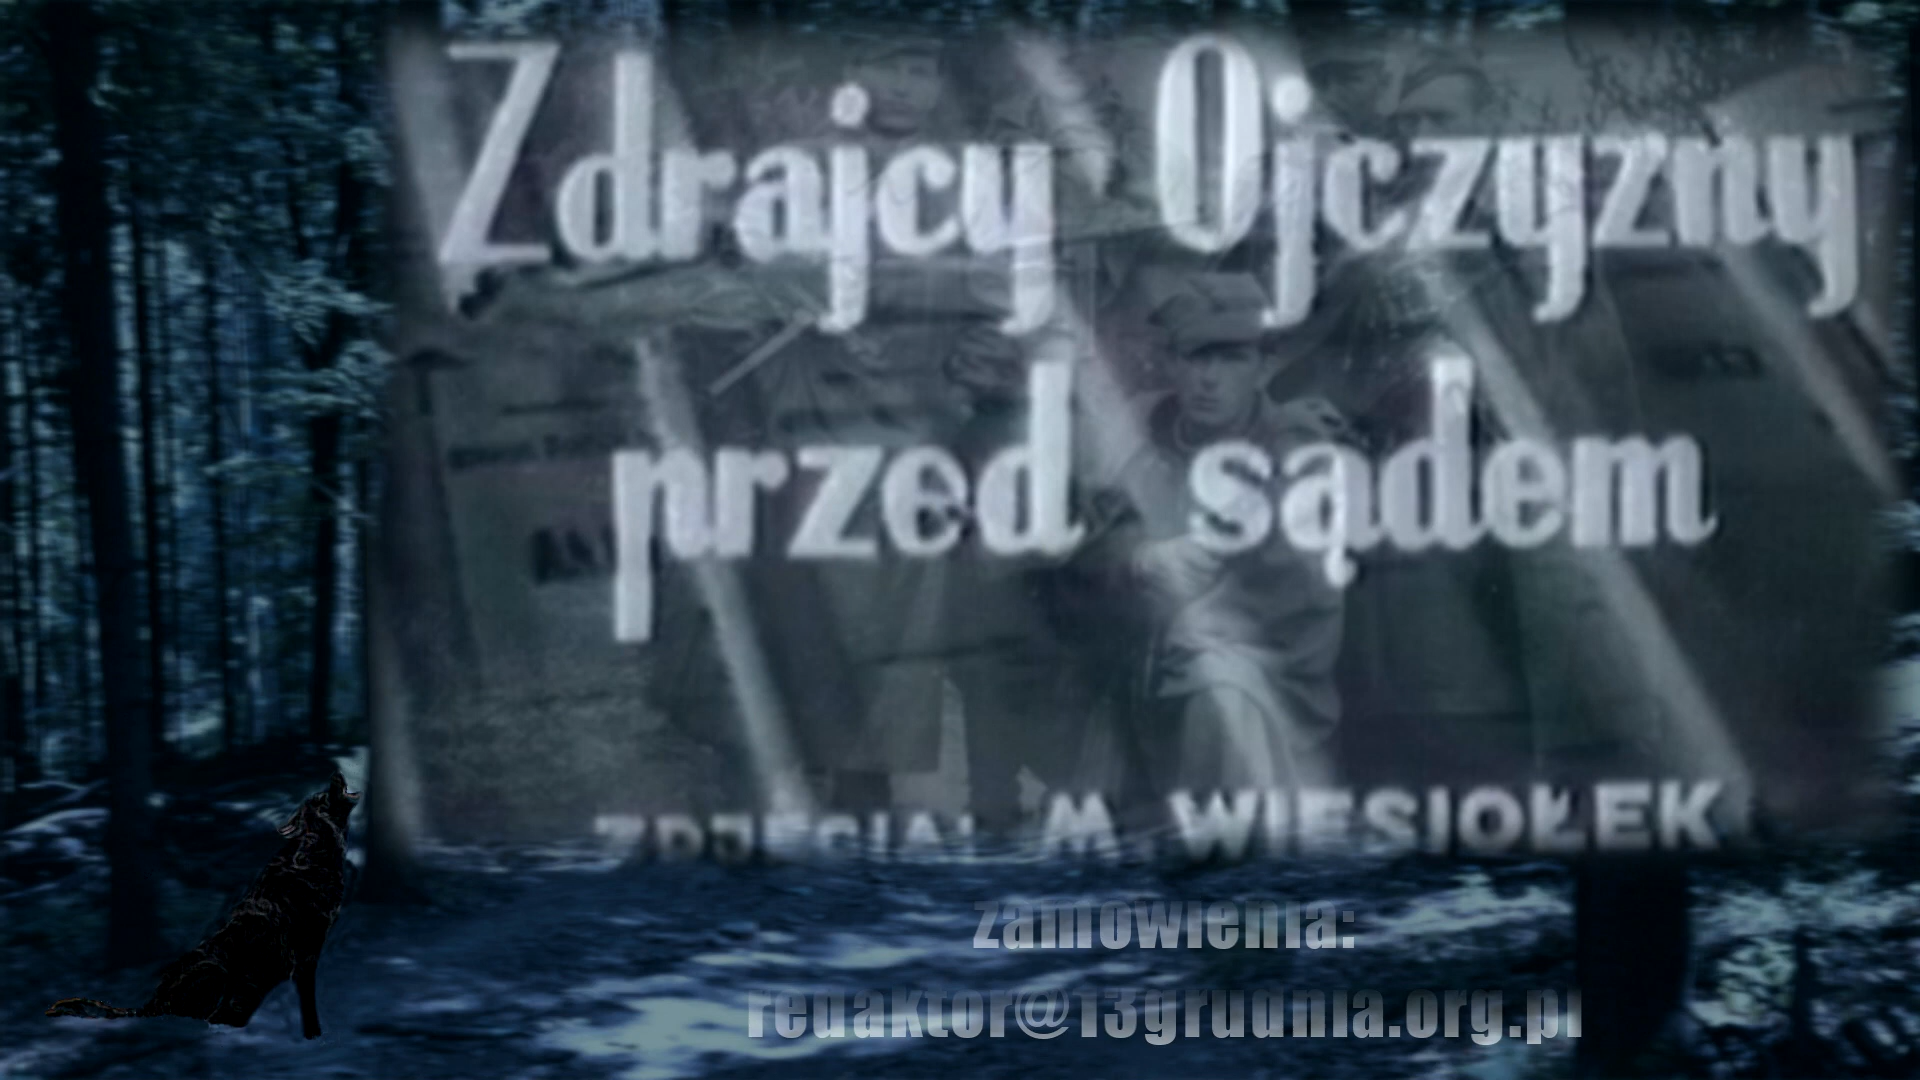 Zdrajcy Ojczyzny
przed sądem
ZDJĘCIA: M. WIESIOŁEK
zamówienia:
redaktor@13grudnia.org.pl